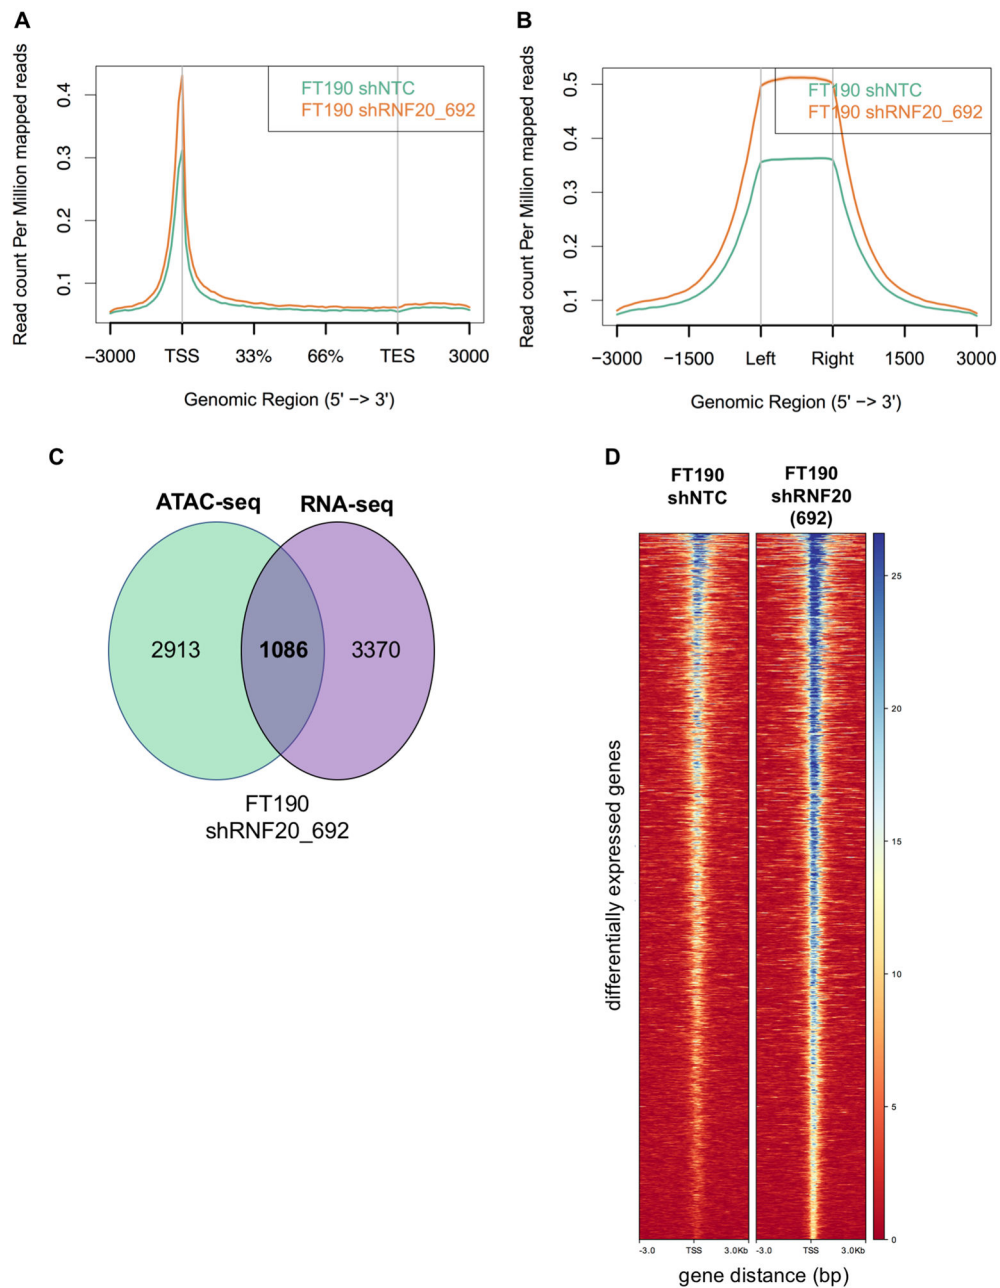 A
Read count Per Million mapped reads
0.4
0.3
0.2
0.1
FT190 shNTC
FT190 shRNF20_692
−3000 TSS 33% 66% TES 3000
Genomic Region (5' −> 3')
B
Read count Per Million mapped reads
0.5
0.4
0.3
0.2
0.1
FT190 shNTC
FT190 shRNF20_692
−3000 −1500 Left Right 1500 3000
Genomic Region (5' −> 3')
C
ATAC-seq RNA-seq
2913 1086 3370
FT190
shRNF20_692
D
FT190
shNTC
FT190
shRNF20
(692)
differentially expressed genes
25
20
15
10
5
0
-3.0 TSS 3.0Kb
-3.0 TSS 3.0Kb
gene distance (bp)